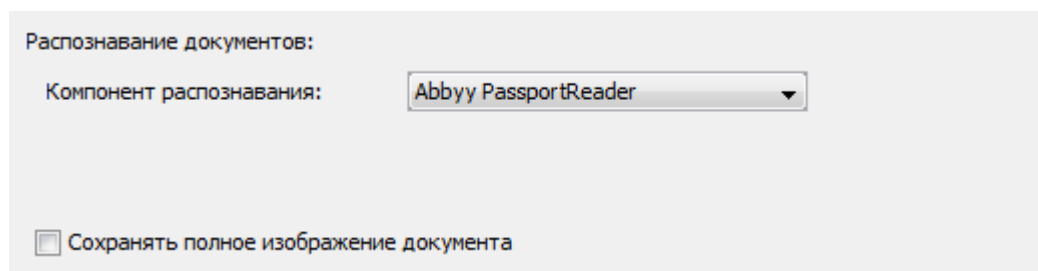 Распознавание документов:
Компонент распознавания: Abbyy PassportReader
Сохранять полное изображение документа